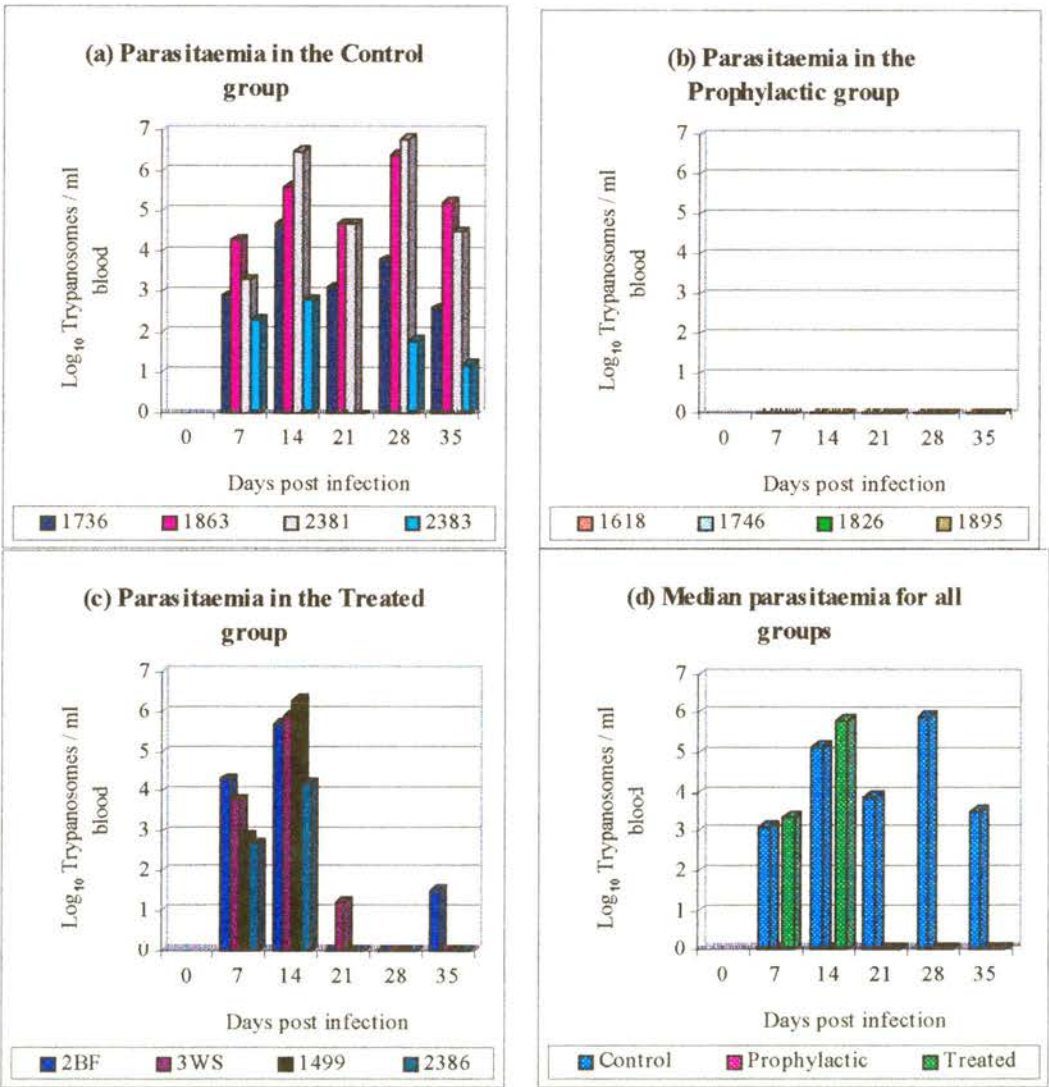 (a) Parasitaemia in the Control
group
Log₁₀ Trypanosomes / ml
blood
7
6
5
4
3
2
1
0
0 7 14 21 28 35
Days post infection
1736 1863 2381 2383
(b) Parasitaemia in the
Prophylactic group
Log₁₀ Trypanosomes / ml
blood
7
6
5
4
3
2
1
0
0 7 14 21 28 35
Days post infection
1618 1746 1826 1895
(c) Parasitaemia in the Treated
group
Log₁₀ Trypanosomes / ml
blood
7
6
5
4
3
2
1
0
0 7 14 21 28 35
Days post infection
2BF 3WS 1499 2386
(d) Median parasitaemia for all
groups
Log₁₀ Trypanosomes / ml
blood
7
6
5
4
3
2
1
0
0 7 14 21 28 35
Days post infection
Control Prophylactic Treated